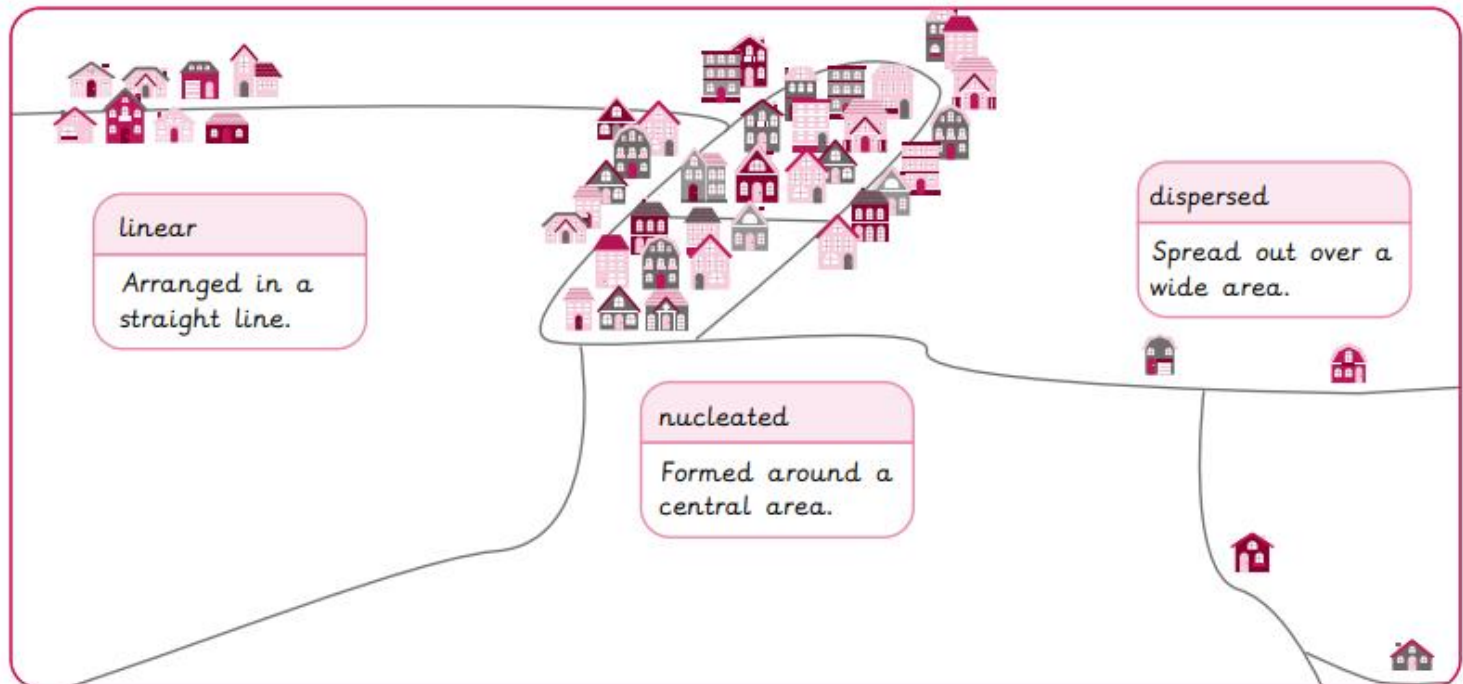 linear
Arranged in a
straight line.
nucleated
Formed around a
central area.
dispersed
Spread out over a
wide area.